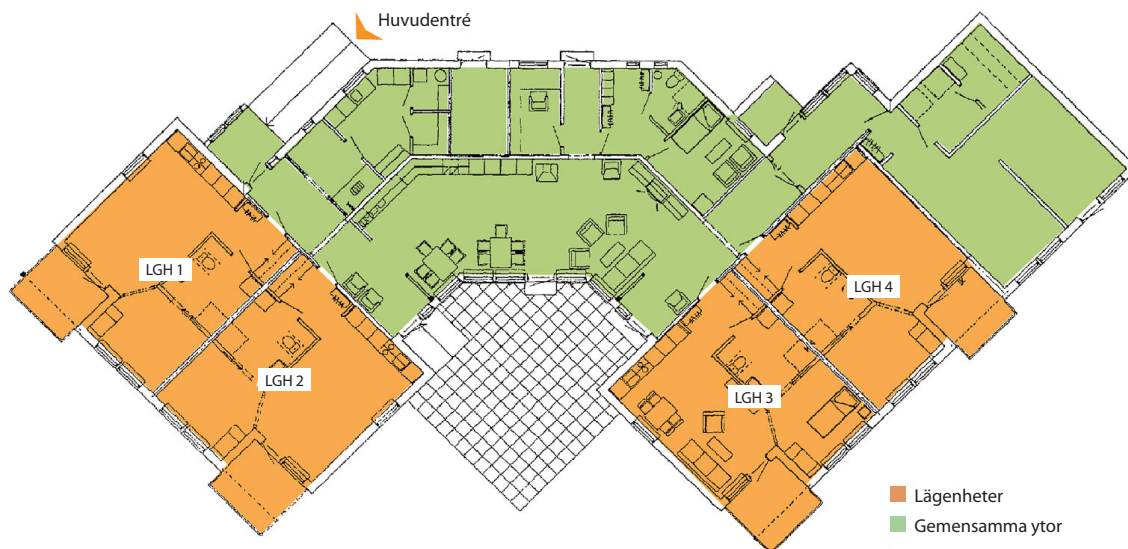 Huvudentré
LGH 1
LGH 4
LGH 2
LGH 3
Lägenheter
Gemensamma ytor